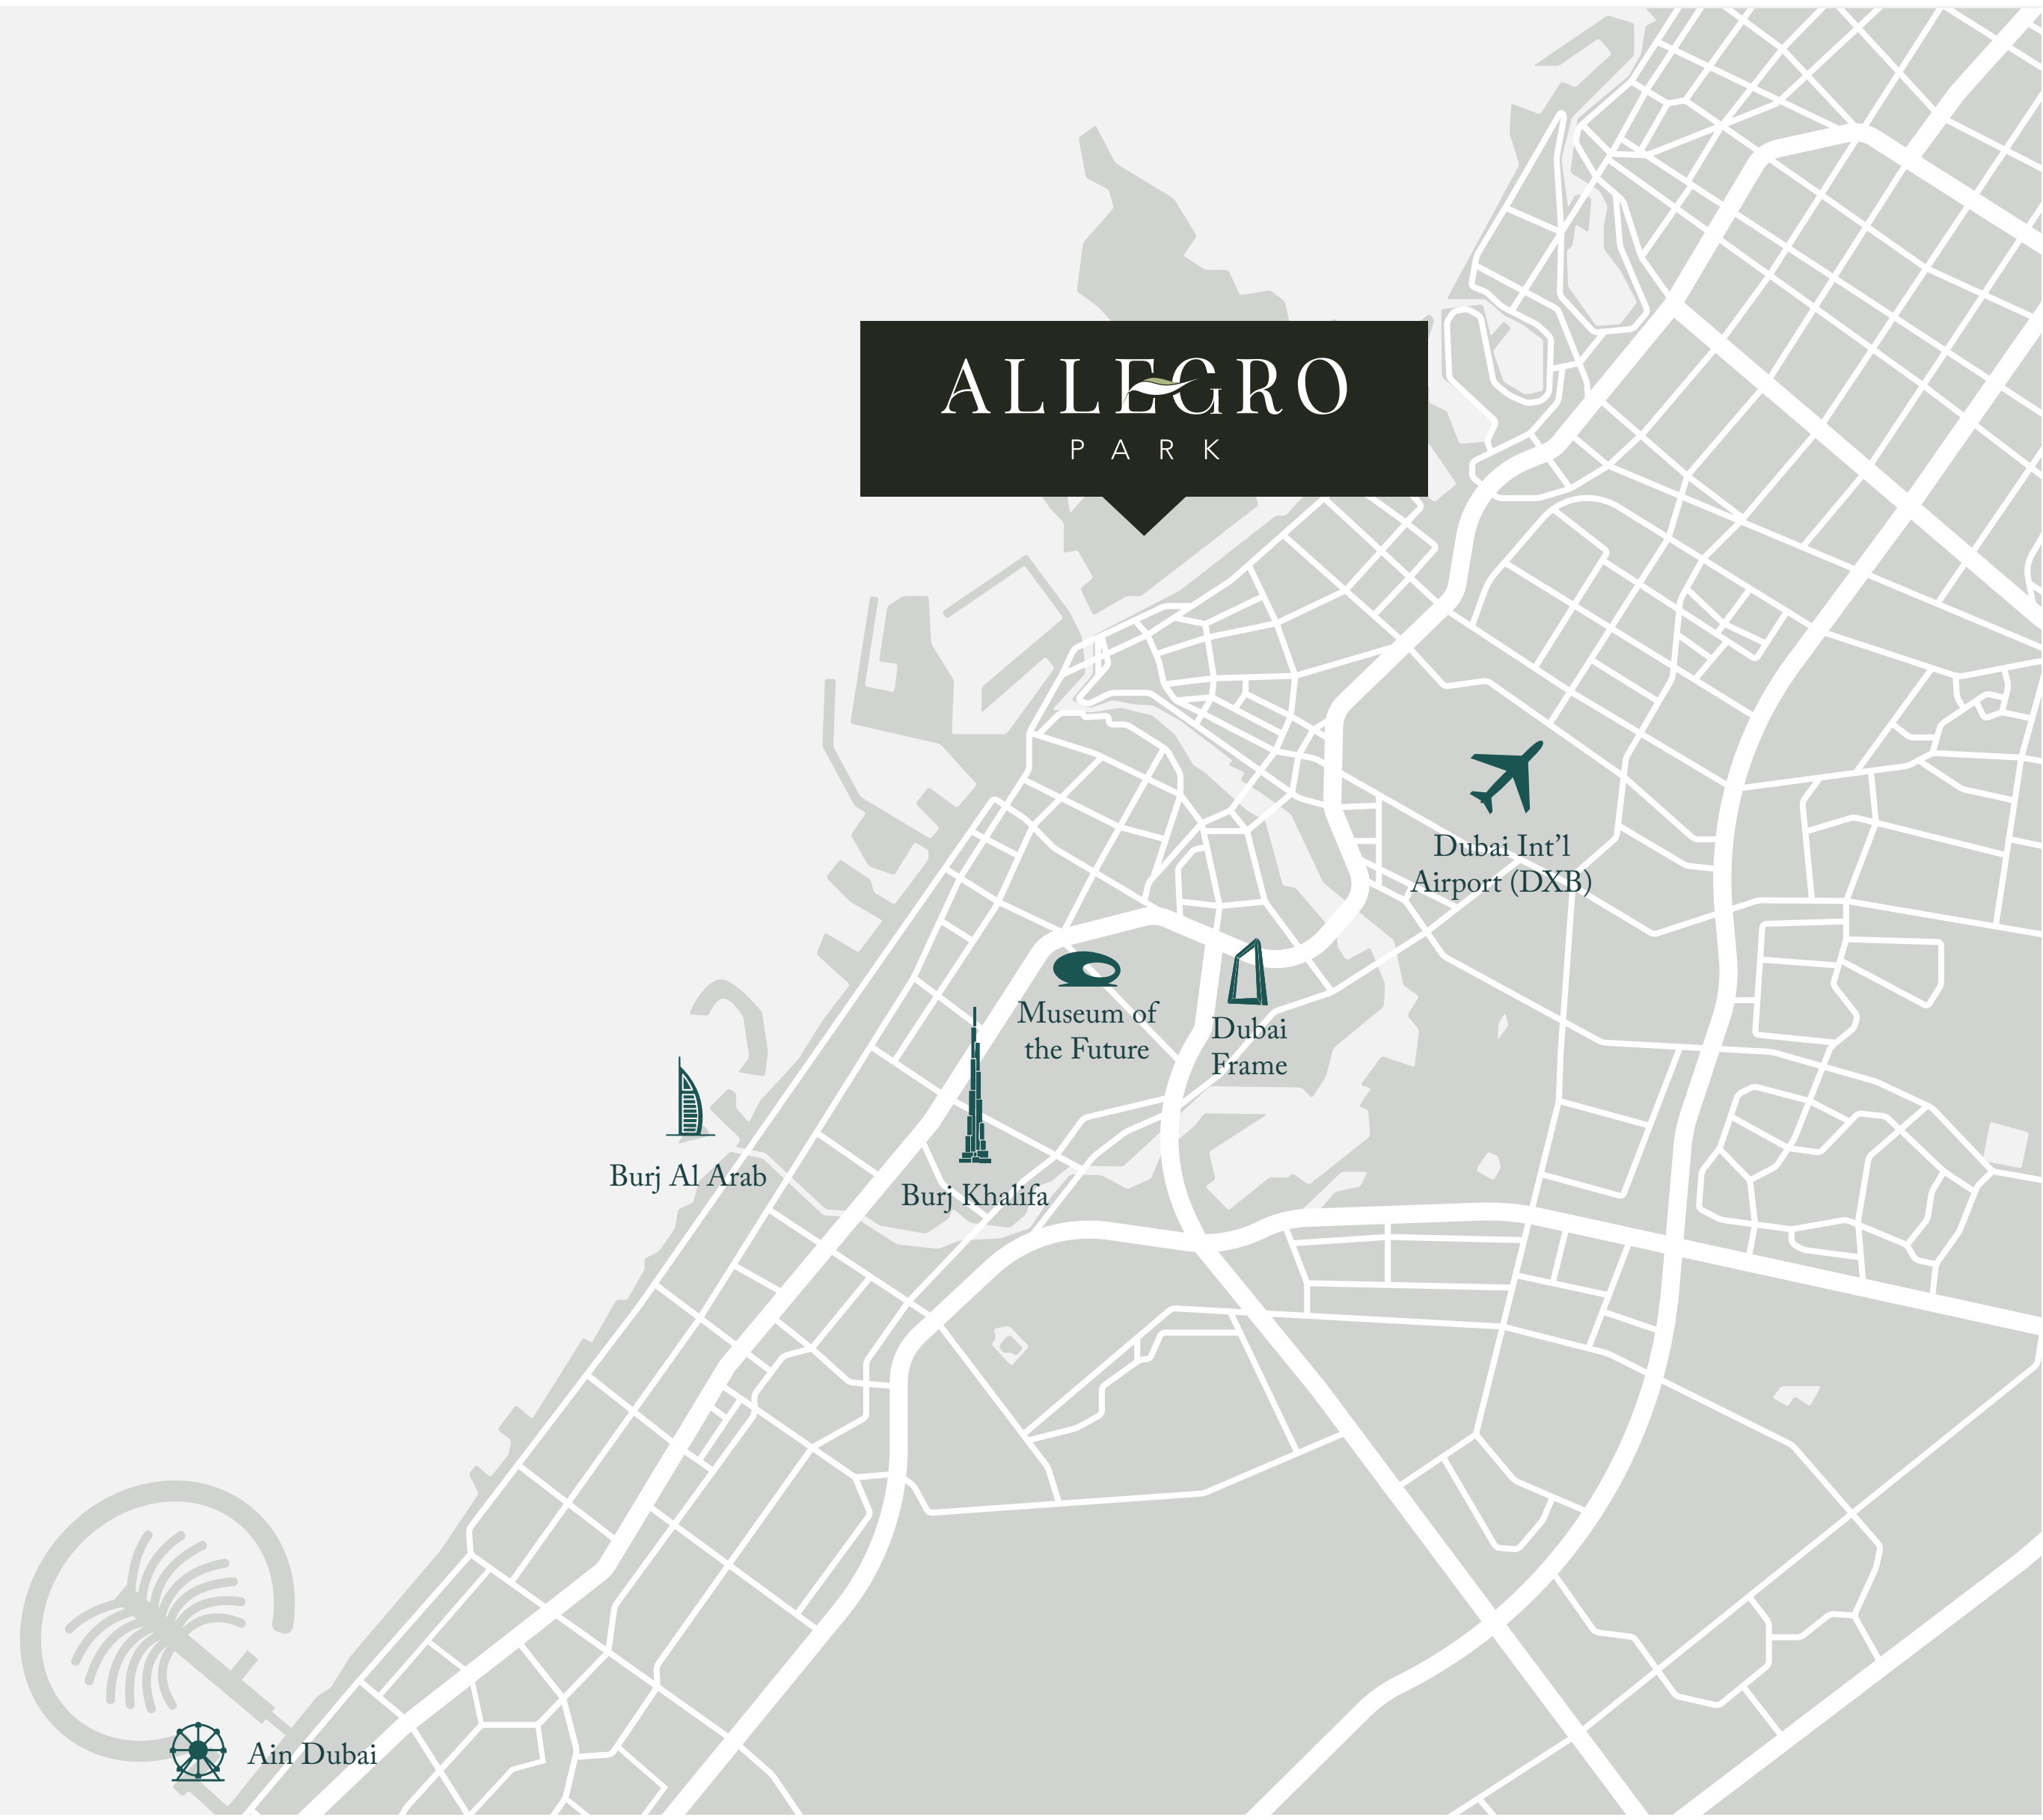 ALLEGRO
PARK
Dubai Int’l
Airport (DXB)
Museum of
the Future
Dubai
Frame
Burj Al Arab
Burj Khalifa
Ain Dubai